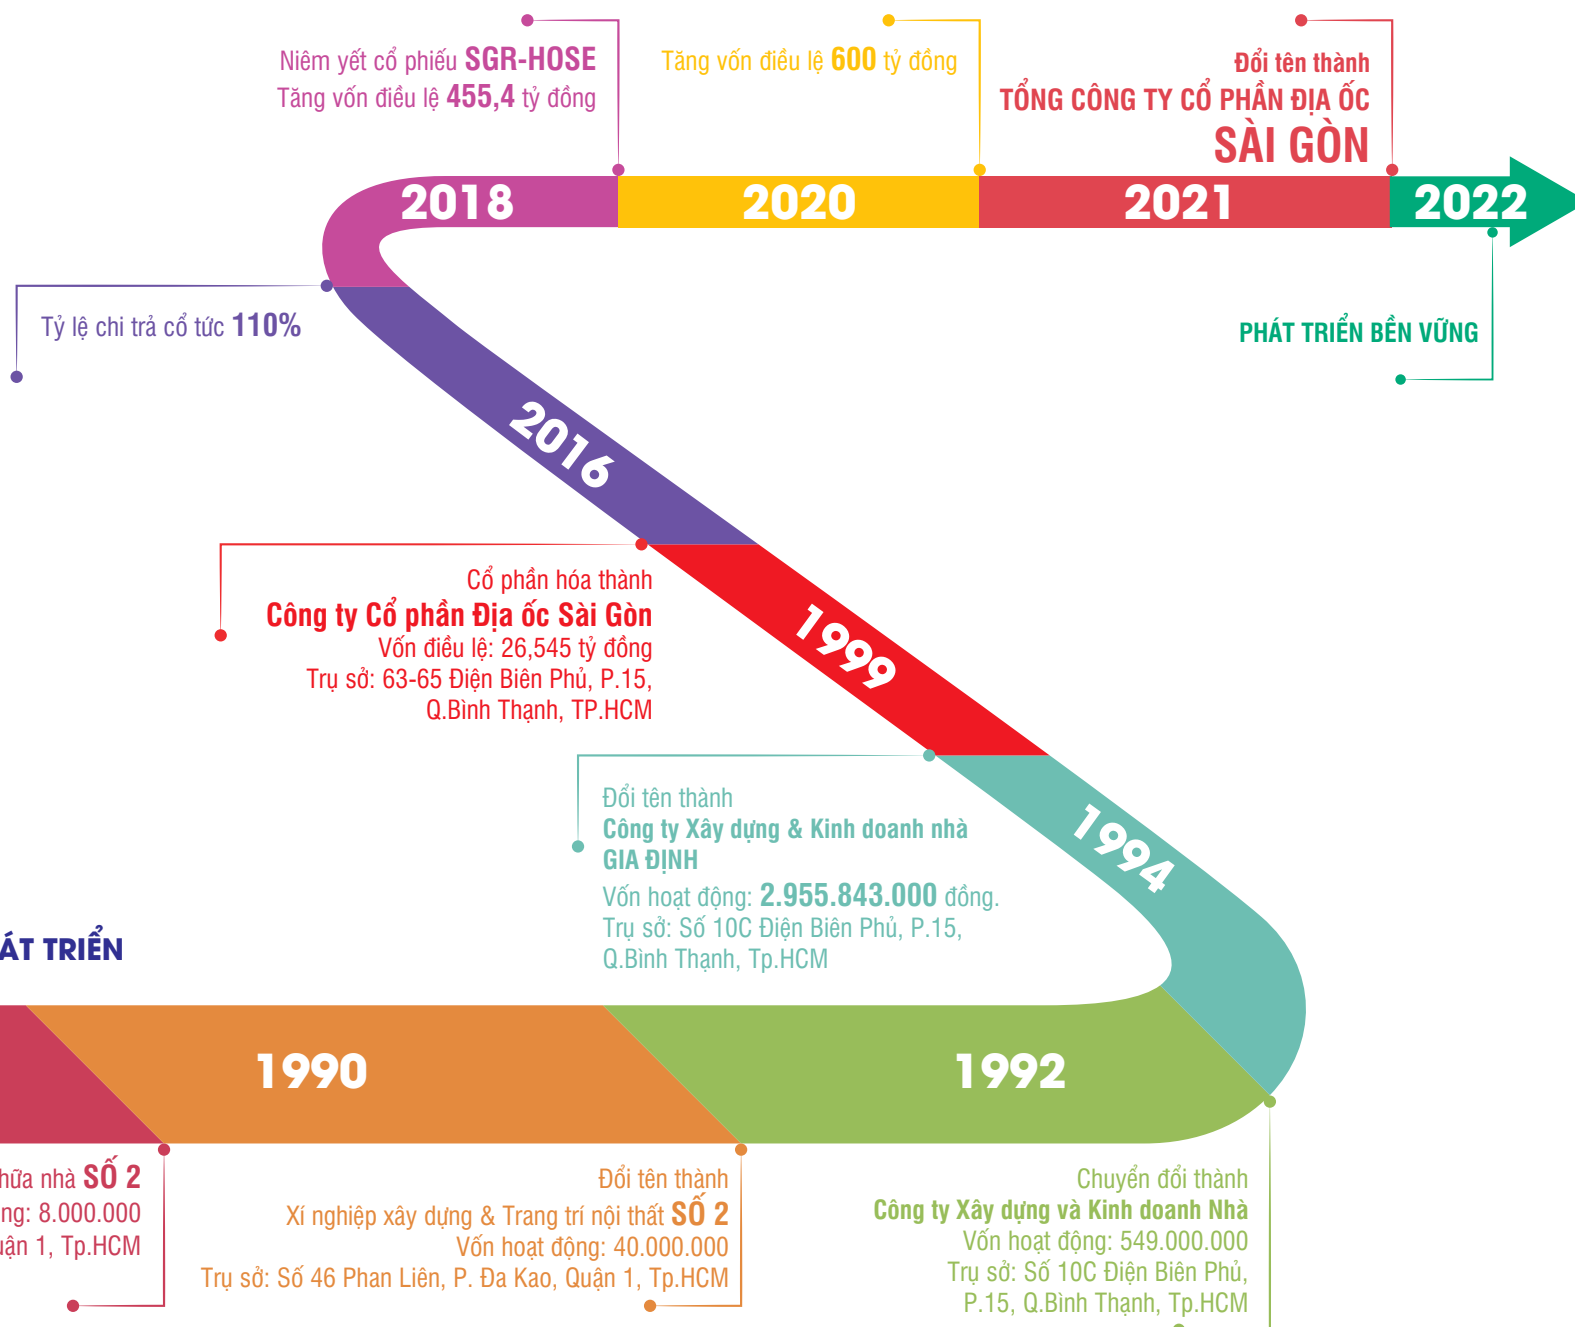 Niêm yết cổ phiếu SGR-HOSE
Tăng vốn điều lệ 455,4 tỷ đồng
Tăng vốn điều lệ 600 tỷ đồng
Đổi tên thành
TỔNG CÔNG TY CỔ PHẦN ĐỊA ỐC
SÀI GÒN
2018
2020
2021
2022
Tỷ lệ chi trả cổ tức 110%
PHÁT TRIỂN BỀN VỮNG
2016
Cổ phần hóa thành
Công ty Cổ phần Địa ốc Sài Gòn
Vốn điều lệ: 26,545 tỷ đồng
Trụ sở: 63-65 Điện Biên Phủ, P.15,
Q.Bình Thạnh, TP.HCM
1999
Đổi tên thành
Công ty Xây dựng & Kinh doanh nhà
GIA ĐỊNH
Vốn hoạt động: 2.955.843.000 đồng.
Trụ sở: Số 10C Điện Biên Phủ, P.15,
Q.Bình Thạnh, Tp.HCM
1994
ÁT TRIỂN
1990
1992
hữa nhà SỐ 2
ng: 8.000.000
uận 1, Tp.HCM
Đổi tên thành
Xí nghiệp xây dựng & Trang trí nội thất SỐ 2
Vốn hoạt động: 40.000.000
Trụ sở: Số 46 Phan Liên, P. Đa Kao, Quận 1, Tp.HCM
Chuyển đổi thành
Công ty Xây dựng và Kinh doanh Nhà
Vốn hoạt động: 549.000.000
Trụ sở: Số 10C Điện Biên Phủ,
P.15, Q.Bình Thạnh, Tp.HCM